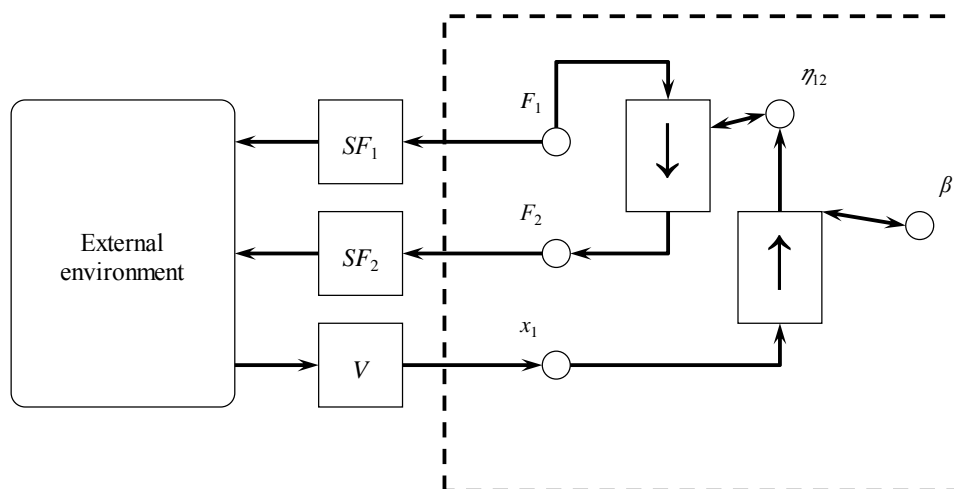 η₁₂
F₁
SF₁
β
F₂
External
environment
SF₂
x₁
V